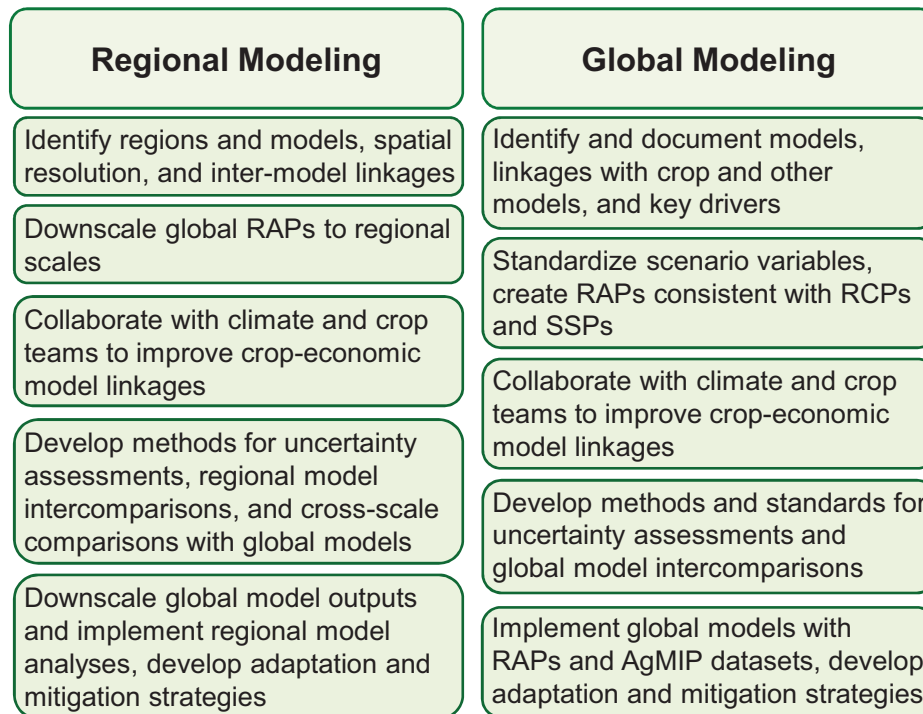 Regional Modeling
Identify regions and models, spatial
resolution, and inter-model linkages
Downscale global RAPs to regional
scales
Collaborate with climate and crop
teams to improve crop-economic
model linkages
Develop methods for uncertainty
assessments, regional model
intercomparisons, and cross-scale
comparisons with global models
Downscale global model outputs
and implement regional model
analyses, develop adaptation and
mitigation strategies
Global Modeling
Identify and document models,
linkages with crop and other
models, and key drivers
Standardize scenario variables,
create RAPs consistent with RCPs
and SSPs
Collaborate with climate and crop
teams to improve crop-economic
model linkages
Develop methods and standards for
uncertainty assessments and
global model intercomparisons
Implement global models with
RAPs and AgMIP datasets, develop
adaptation and mitigation strategies